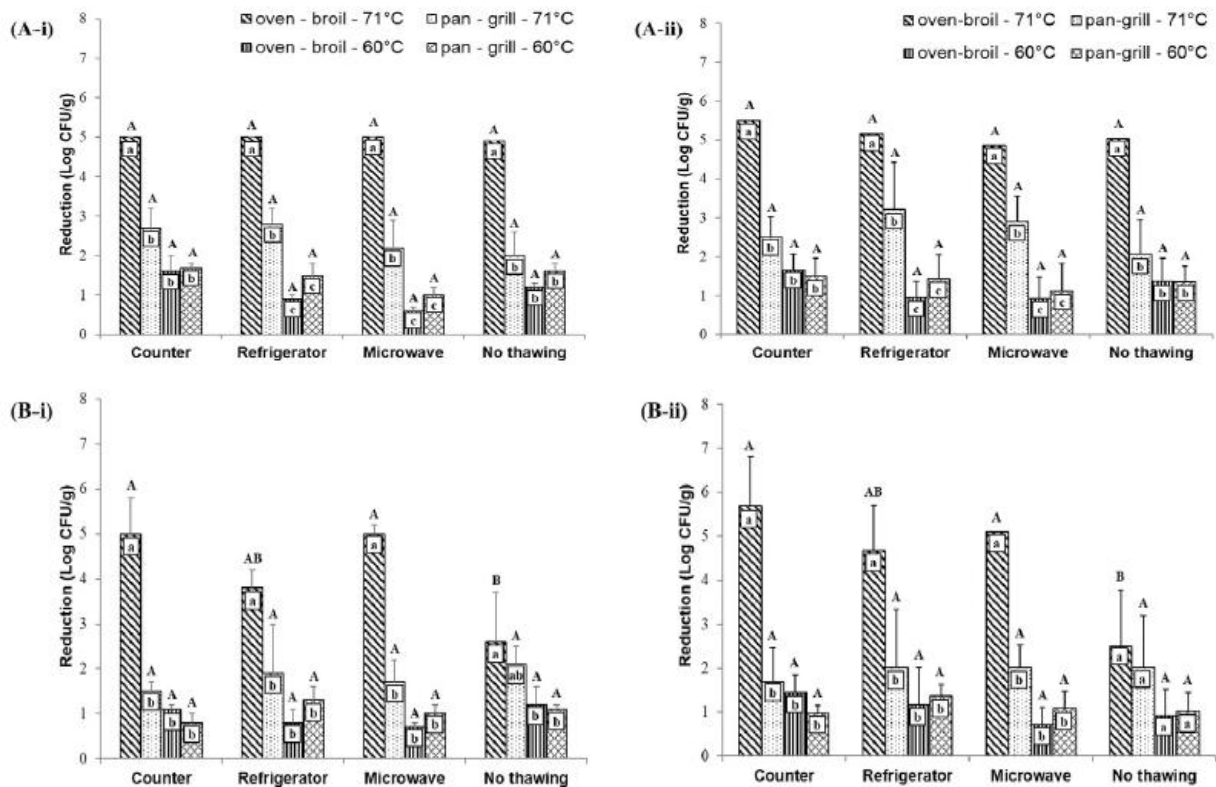 (A-i)
oven - broil - 71°C pan - grill - 71°C
oven - broil - 60°C pan - grill - 60°C
Reduction (Log CFU/g)
8
7
6
5
4
3
2
1
0
A A A A
a a a a
A A A A
b b b b
A A A A
b c c b
A A A A
b c c b
Counter Refrigerator Microwave No thawing
(A-ii)
oven-broil - 71°C pan-grill - 71°C
oven-broil - 60°C pan-grill - 60°C
Reduction (Log CFU/g)
8
7
6
5
4
3
2
1
0
A A A A
a a a a
A A A A
b b b b
A A A A
b c c b
A A A A
b c c b
Counter Refrigerator Microwave No thawing
(B-i)
Reduction (Log CFU/g)
8
7
6
5
4
3
2
1
0
A AB A B
a a a a
A A A A
b b b ab
A A A A
b b b b
A A A A
b b b b
Counter Refrigerator Microwave No thawing
(B-ii)
Reduction (Log CFU/g)
8
7
6
5
4
3
2
1
0
A AB A B
a a a a
A A A A
b b b a
A A A A
b b b a
A A A A
b b b a
Counter Refrigerator Microwave No thawing